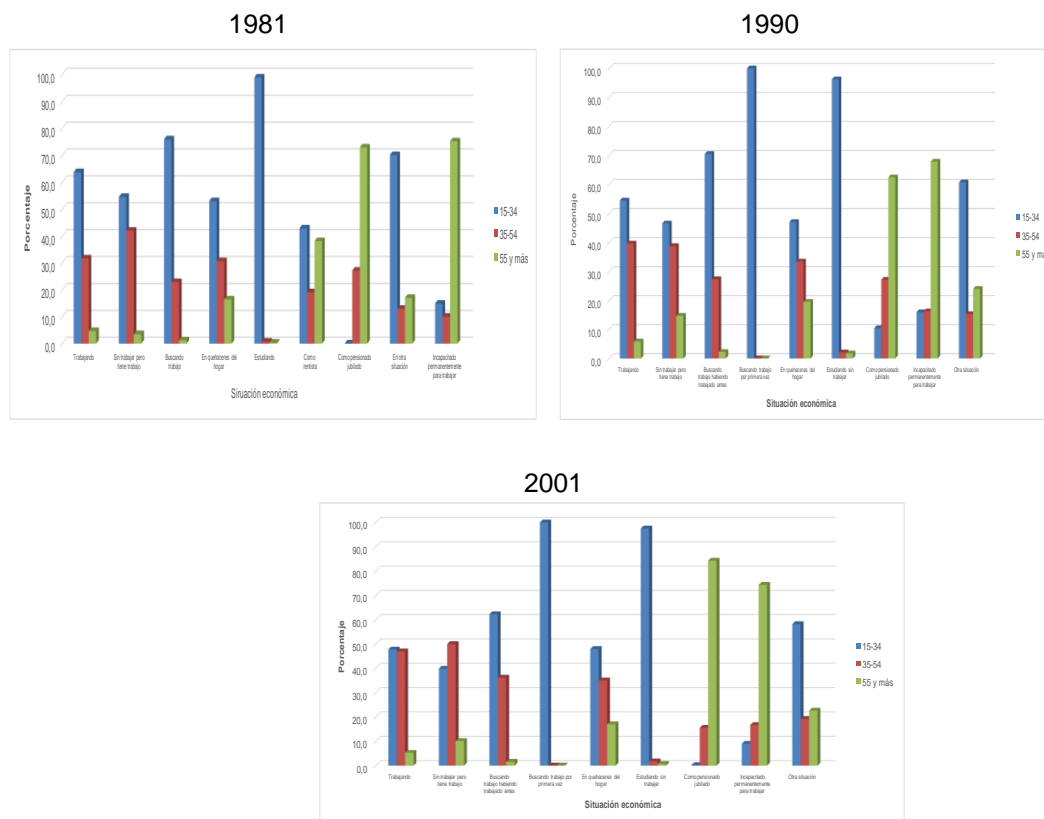 1981
100,0
90,0
80,0
70,0
60,0
50,0
40,0
30,0
20,0
10,0
0,0
Porcentaje
Trabajando
Sin trabajar pero
tiene trabajo
Buscando
trabajo
En quehaceres del
hogar
Estudiando
Como
rentista
Como pensionado
jubilado
En otra
situación
Incapacitado
permanentemente
para trabajar
Siruación económica
15-34
35-54
55 y más
1990
100,0
90,0
80,0
70,0
60,0
50,0
40,0
30,0
20,0
10,0
0,0
Porcentaje
Trabajando
Sin trabajar pero
tiene trabajo
Buscando
trabajo habiendo
trabajado antes
Buscando trabajo
por primera vez
En quehaceres del
hogar
Estudiando sin
trabajar
Como pensionado
jubilado
Incapacitado
permanentemente
para trabajar
Otra situación
Situación económica
15-34
35-54
55 y má
2001
100,0
90,0
80,0
70,0
60,0
50,0
40,0
30,0
20,0
10,0
0,0
Porcentaje
Trabajando
Sin trabajar pero
tiene trabajo
Buscando
trabajo habiendo
trabajado antes
Buscando trabajo por
primera vez
En quehaceres del
hogar
Estudiando sin
trabajar
Como pensionado
jubilado
Incapacitado
permanentemente
para trabajar
Otra situación
Situación económica
15-34
35-54
55 y más